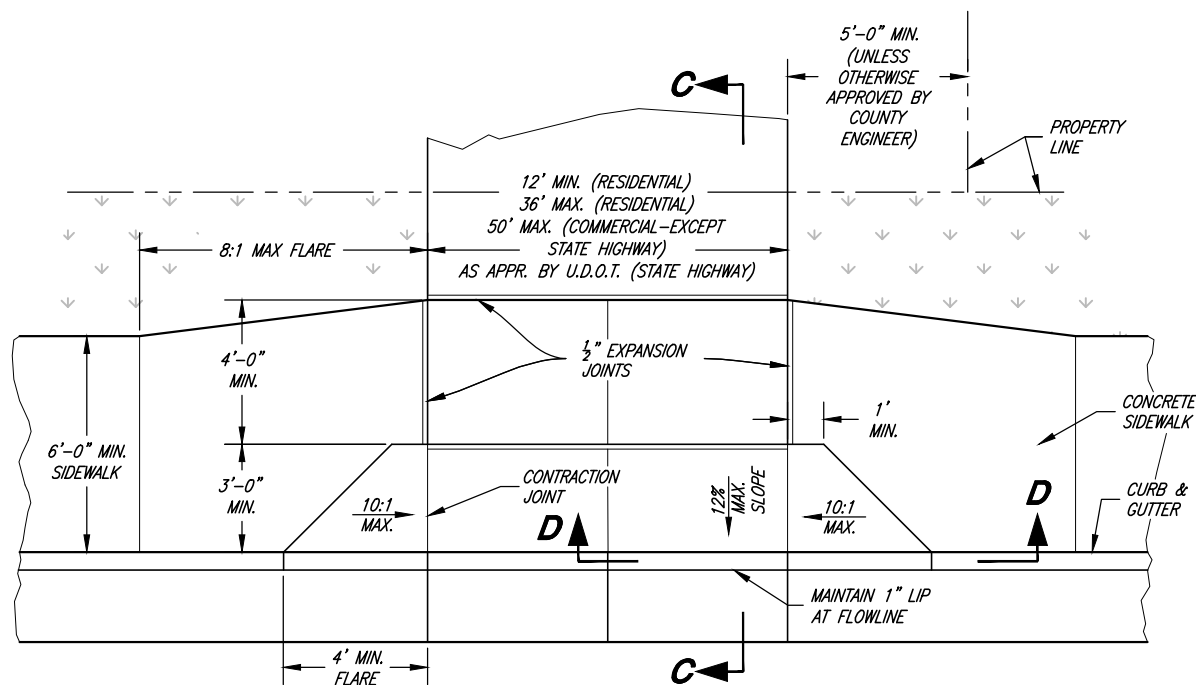 5'-0" MIN.
(UNLESS
OTHERWISE
APPROVED BY
COUNTY
ENGINEER)
C
PROPERTY
LINE
12' MIN. (RESIDENTIAL)
36' MAX. (RESIDENTIAL)
50' MAX. (COMMERCIAL-EXCEPT
STATE HIGHWAY)
AS APPR. BY U.D.O.T. (STATE HIGHWAY)
8:1 MAX FLARE
4'-0"
MIN.
1/2" EXPANSION
JOINTS
1'
MIN.
CONCRETE
SIDEWALK
6'-0" MIN.
SIDEWALK
3'-0"
MIN.
CONTRACTION
JOINT
12%
MAX.
SLOPE
10:1
MAX.
10:1
MAX.
D
D
CURB &
GUTTER
MAINTAIN 1" LIP
AT FLOWLINE
4' MIN.
FLARE
C